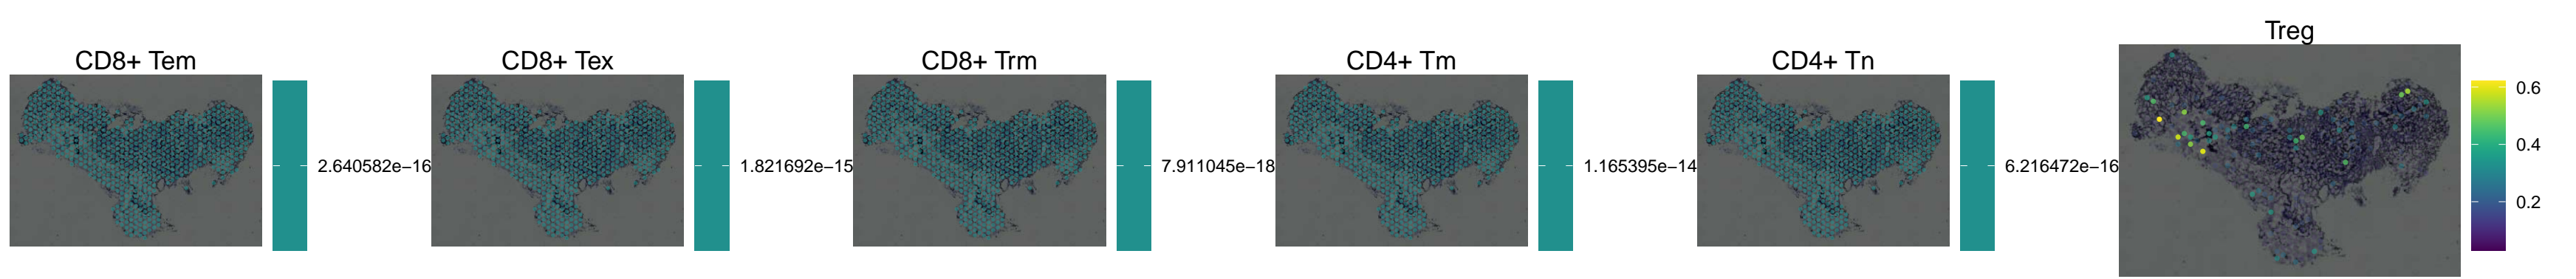 CD8+ Tem
2.640582e−16
CD8+ Tex
1.821692e−15
CD8+ Trm
7.911045e−18
CD4+ Tm
1.165395e−14
CD4+ Tn
6.216472e−16
Treg
0.6
0.4
0.2